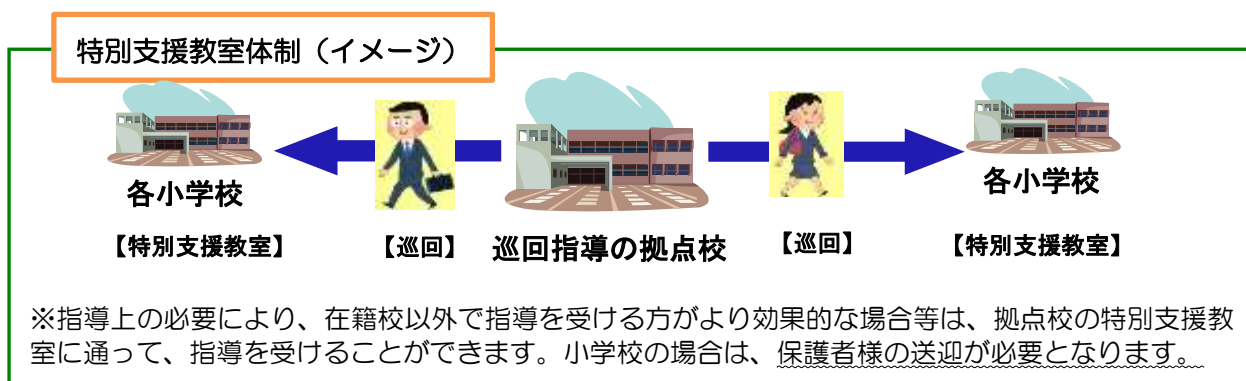 特別支援教室体制（イメージ）
各小学校
各小学校
【特別支援教室】
【巡回】
巡回指導の拠点校
【巡回】
【特別支援教室】
※指導上の必要により、在籍校以外で指導を受ける方がより効果的な場合等は、拠点校の特別支援教
室に通って、指導を受けることができます。小学校の場合は、保護者様の送迎が必要となります。